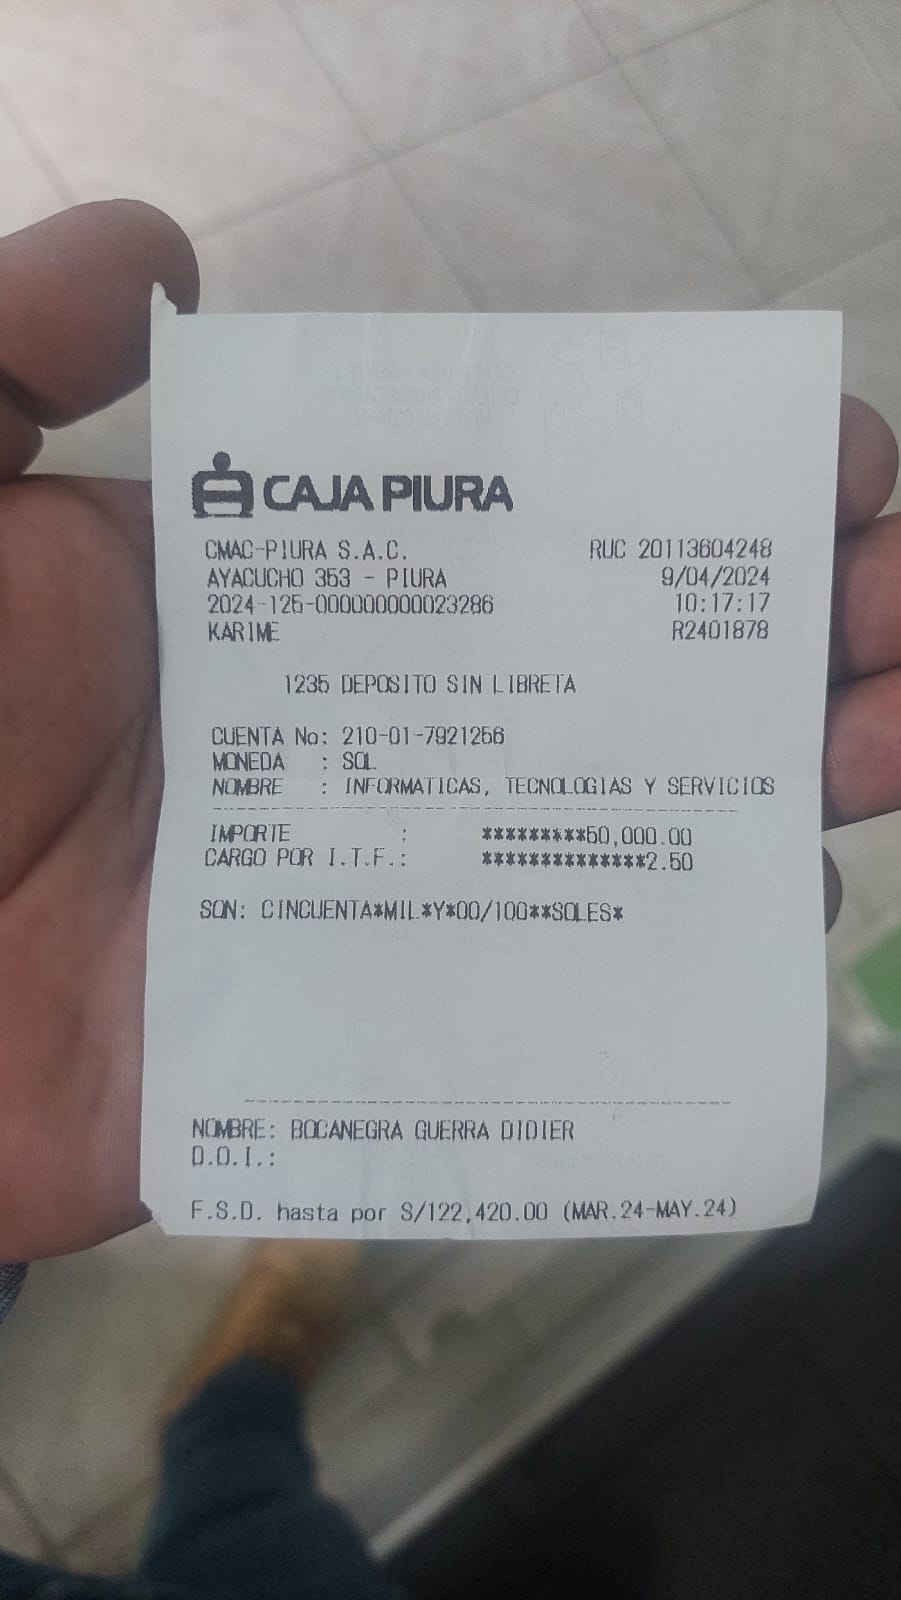 CAJA PIURA
CMAC-PIURA S.A.C. RUC 20113604248
AYACUCHO 353 - PIURA 9/04/2024
2024-125-000000000023286 10:17:17
KARIME R2401878
1235 DEPOSITO SIN LIBRETA
CUENTA No: 210-01-7921256
MONEDA : SOL
NOMBRE : INFORMATICAS, TECNOLOGIAS Y SERVICIOS
IMPORTE : *********50,000.00
CARGO POR I.T.F.: **************2.50
SON: CINCUENTA*MIL*Y*00/100**SOLES*
NOMBRE: BOCANEGRA GUERRA DIDIER
D.O.I.:
F.S.D. hasta por S/122,420.00 (MAR.24-MAY.24)